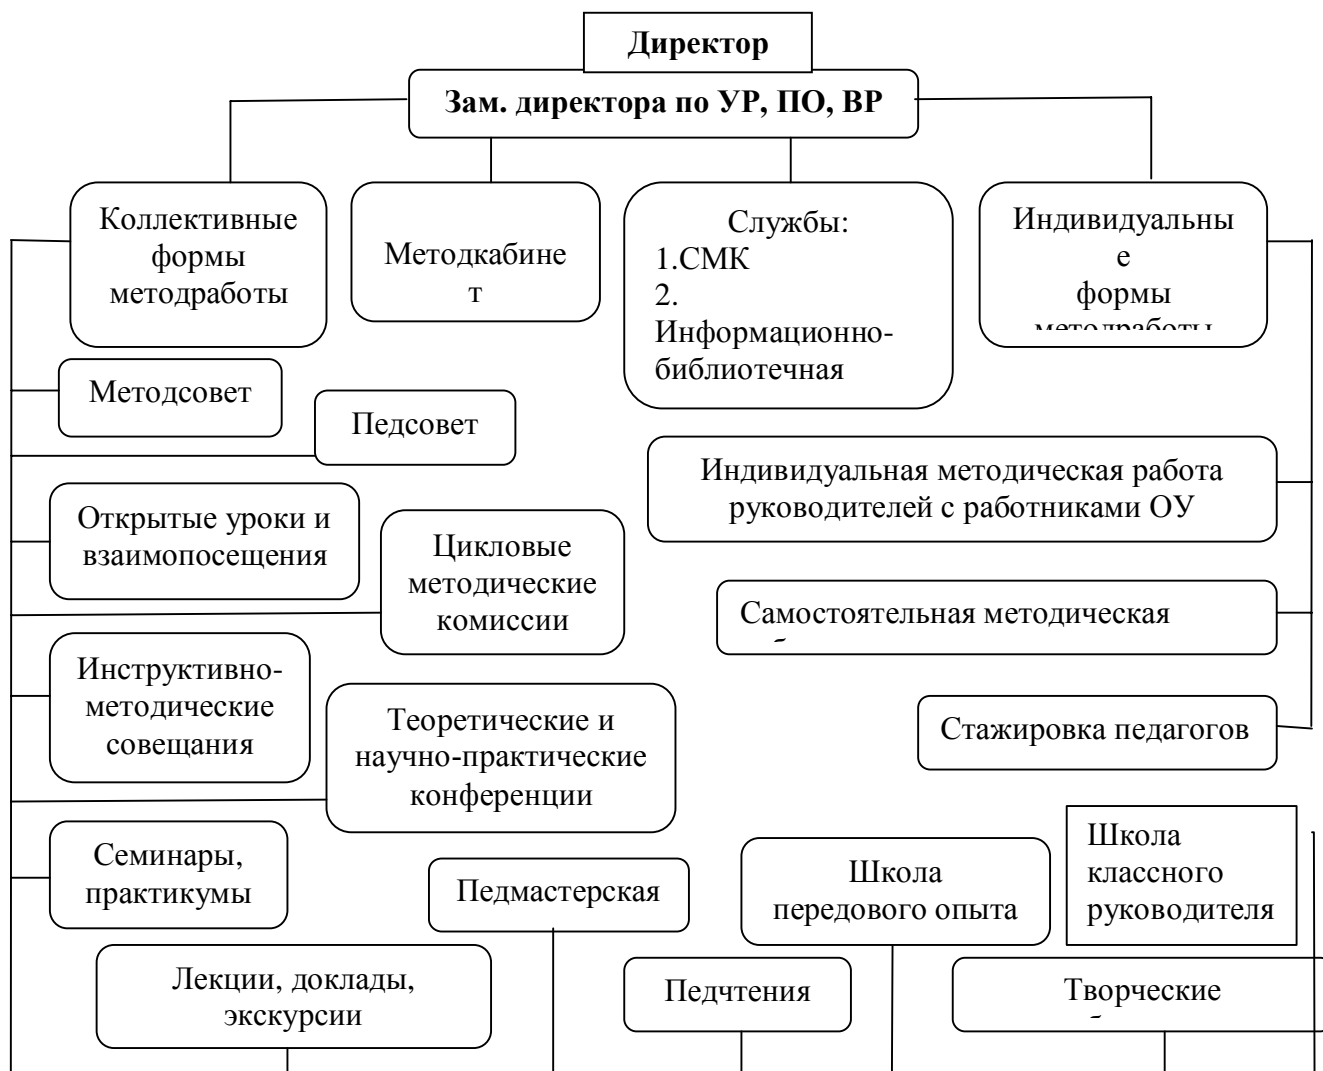 Директор
Зам. директора по УР, ПО, ВР
Коллективные
формы
методработы
Методкабине
т
Службы:
1.СМК
2.
Информационно-
библиотечная
Индивидуальны
е
формы
методработы
Методсовет
Педсовет
Индивидуальная методическая работа
руководителей с работниками ОУ
Открытые уроки и
взаимопосещения
Цикловые
методические
комиссии
Самостоятельная методическая
Инструктивно-
методические
совещания
Теоретические и
научно-практические
конференции
Стажировка педагогов
Семинары,
практикумы
Педмастерская
Школа
передового опыта
Школа
классного
руководителя
Лекции, доклады,
экскурсии
Педчтения
Творческие